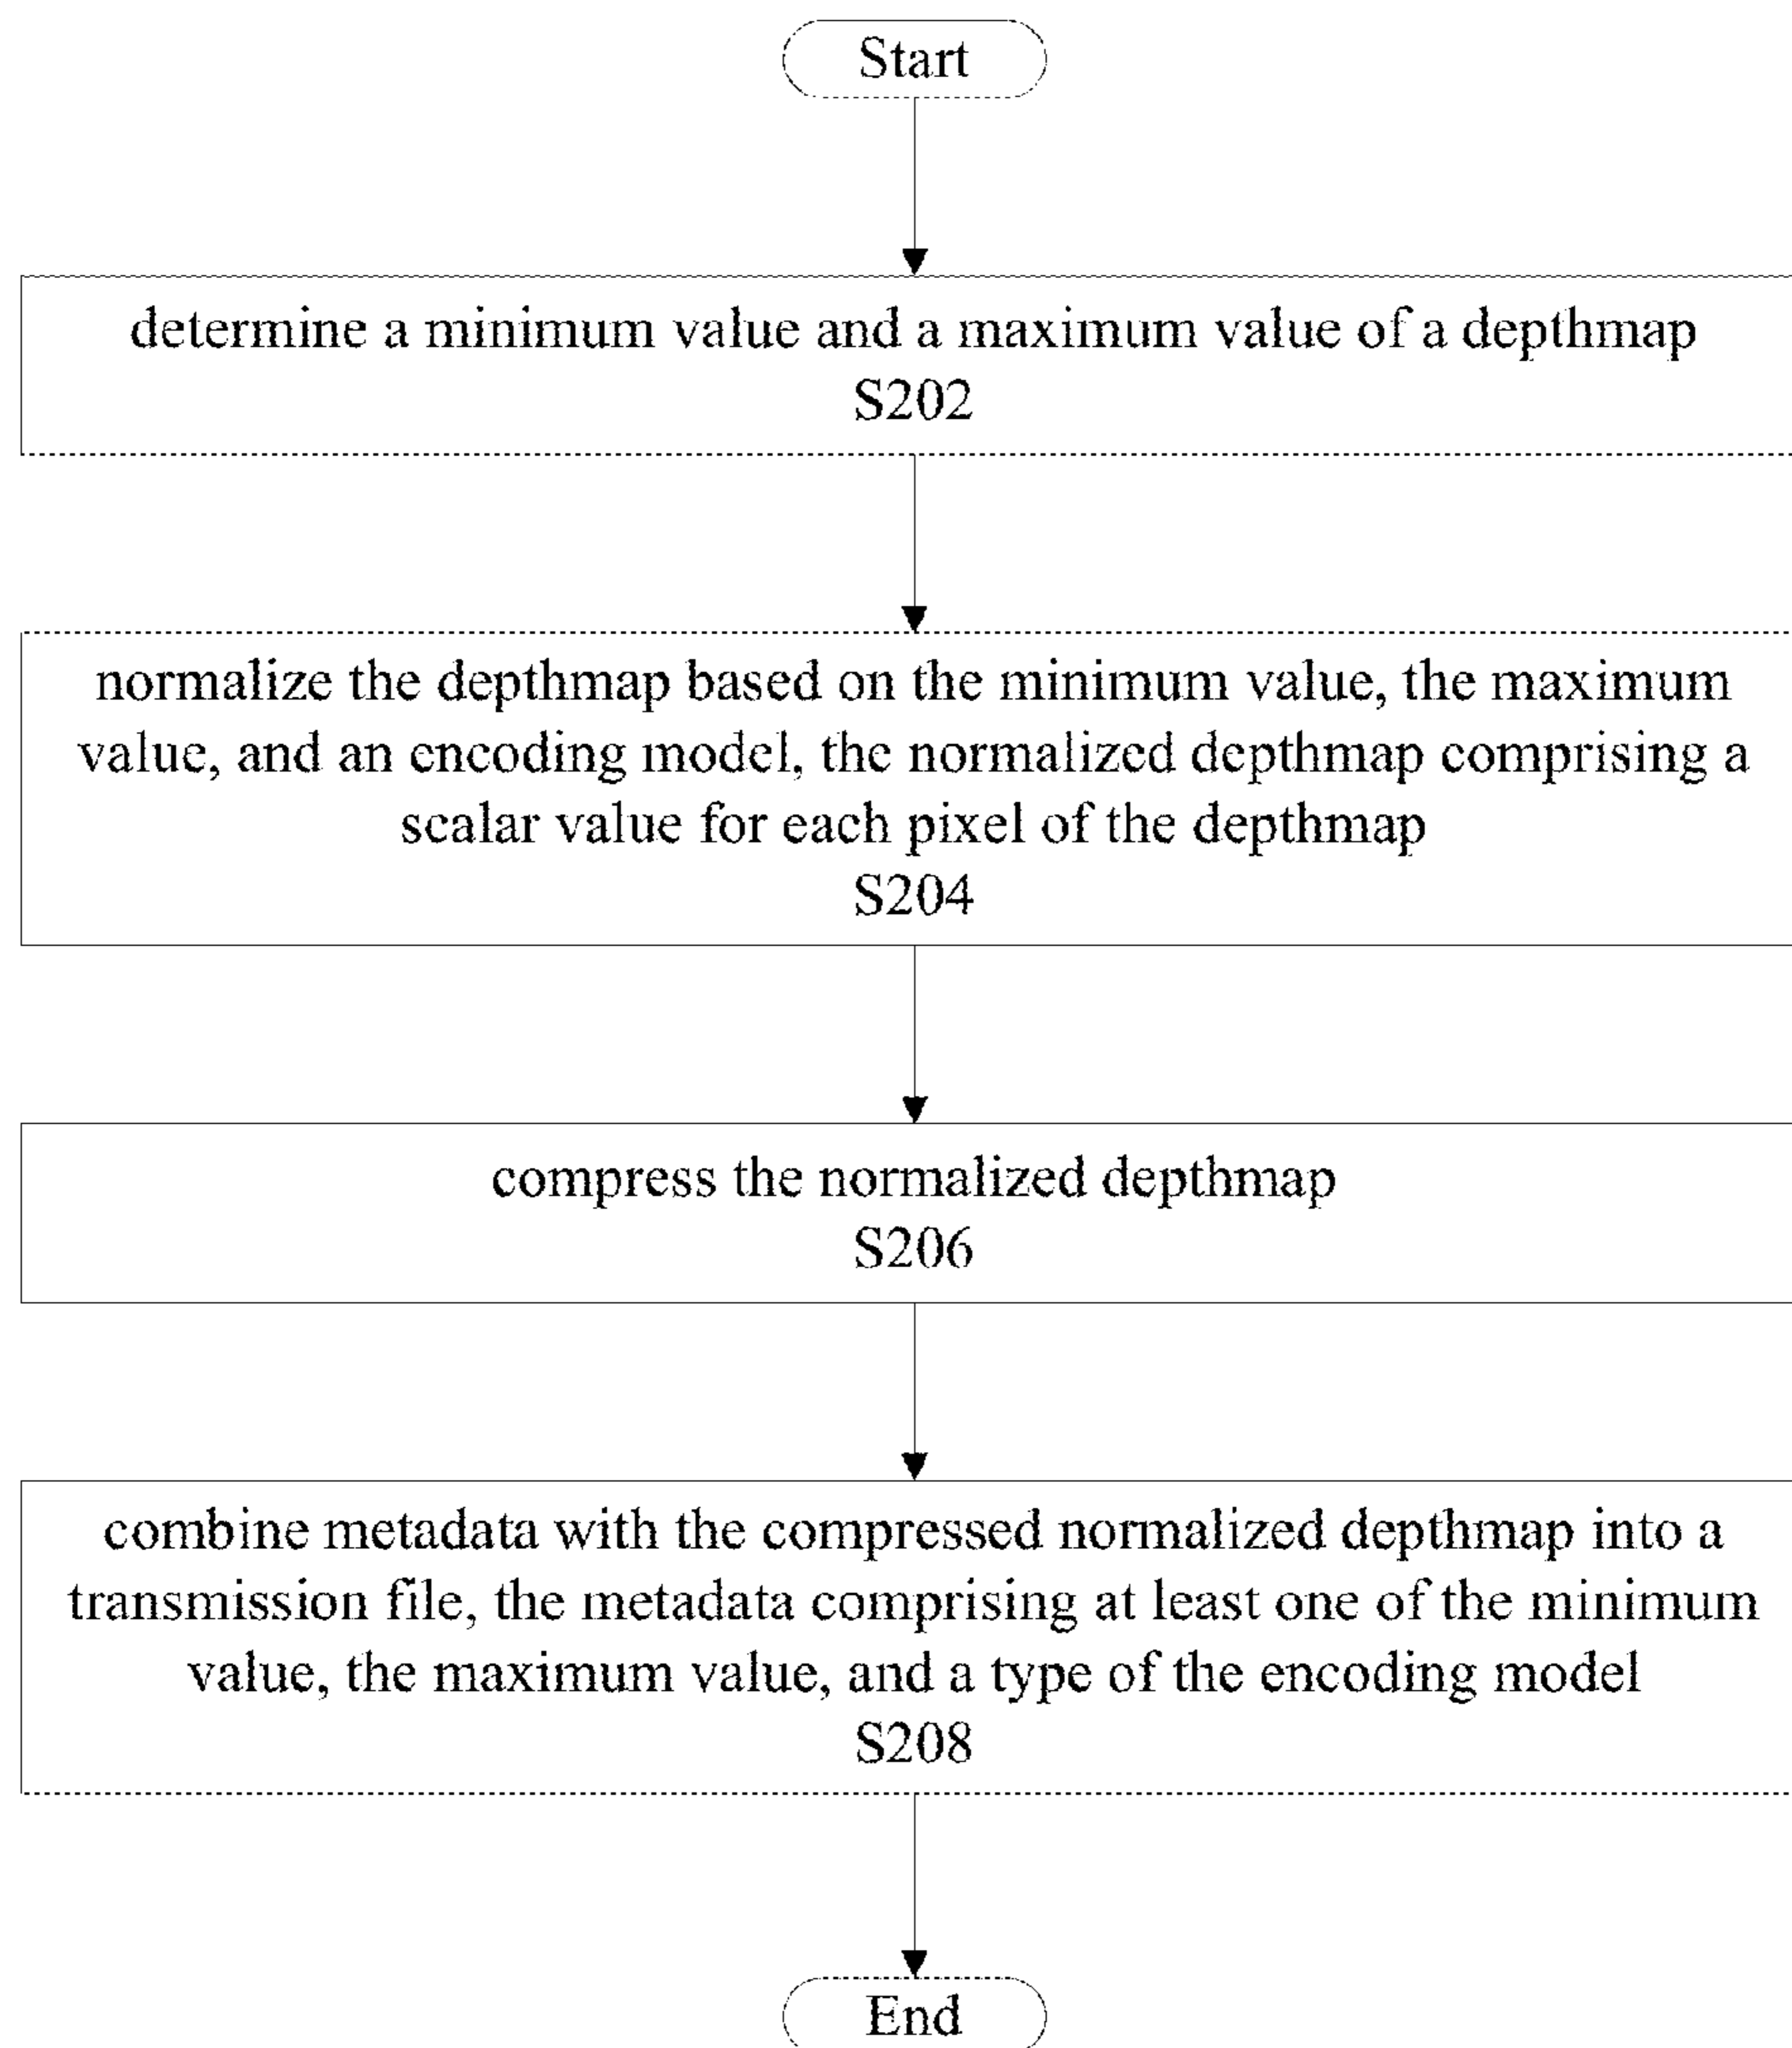 Start
determine a minimum value and a maximum value of a depthmap
S202
normalize the depthmap based on the minimum value, the maximum
value, and an encoding model, the normalized depthmap comprising a
scalar value for each pixel of the depthmap
S204
compress the normalized depthmap
S206
combine metadata with the compressed normalized depthmap into a
transmission file, the metadata comprising at least one of the minimum
value, the maximum value, and a type of the encoding model
S208
End